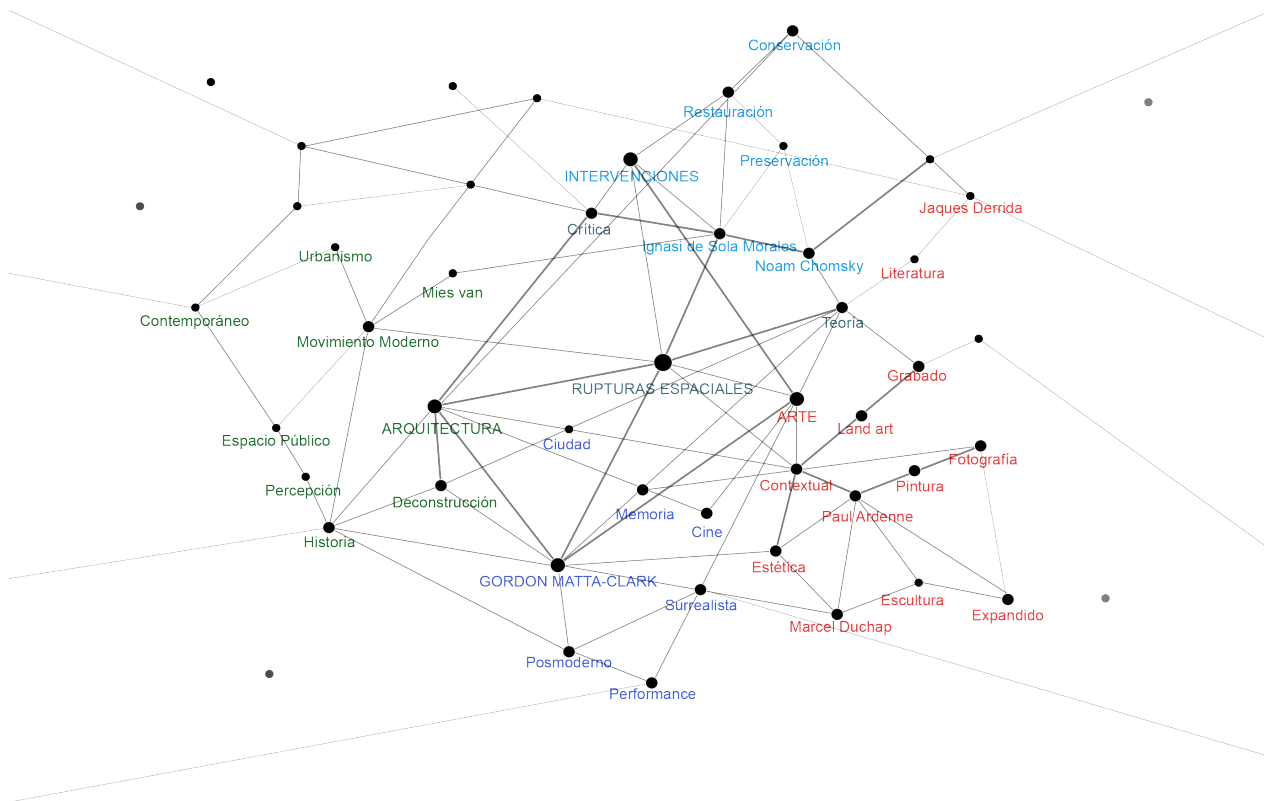 Conservación
Restauración
Preservación
INTERVENCIONES
Jaques Derrida
Crítica
Ignasi de Sola Morales
Urbanismo
Noam Chomsky
Literatura
Mies van
Contemporáneo
Teoria
Movimiento Moderno
Grabado
RUPTURAS ESPACIALES
ARTE
ARQUITECTURA
Land art
Espacio Público
Ciudad
Fotografía
Percepción
Contextual
Pintura
Deconstrucción
Memoria
Paul Ardenne
Cine
Historia
Estética
GORDON MATTA-CLARK
Surrealista
Escultura
Expandido
Marcel Duchap
Posmoderno
Performance